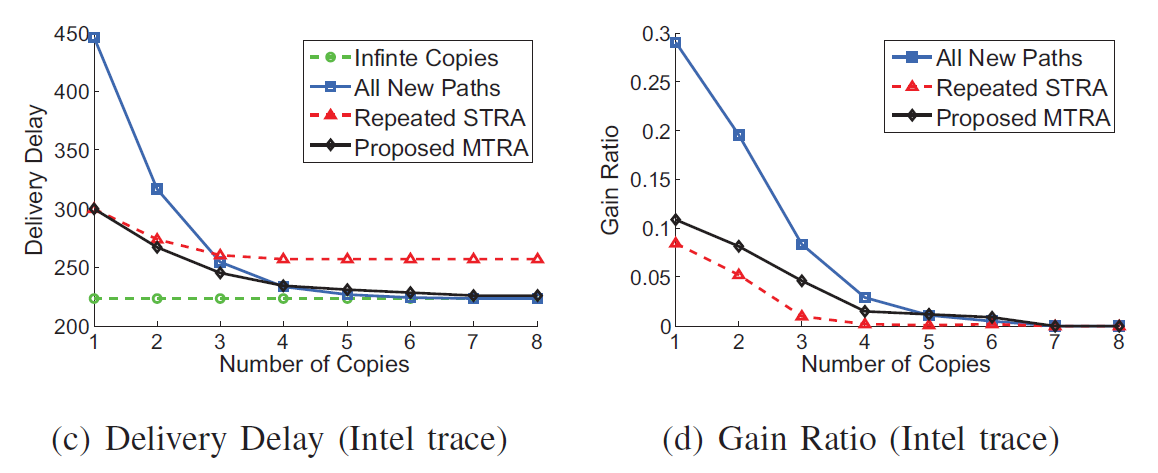 450
400
350
300
250
200
Delivery Delay
1 2 3 4 5 6 7 8
Number of Copies
Infinte Copies
All New Paths
Repeated STRA
Proposed MTRA
(c) Delivery Delay (Intel trace)
0.3
0.25
0.2
0.15
0.1
0.05
0
Gain Ratio
1 2 3 4 5 6 7 8
Number of Copies
All New Paths
Repeated STRA
Proposed MTRA
(d) Gain Ratio (Intel trace)